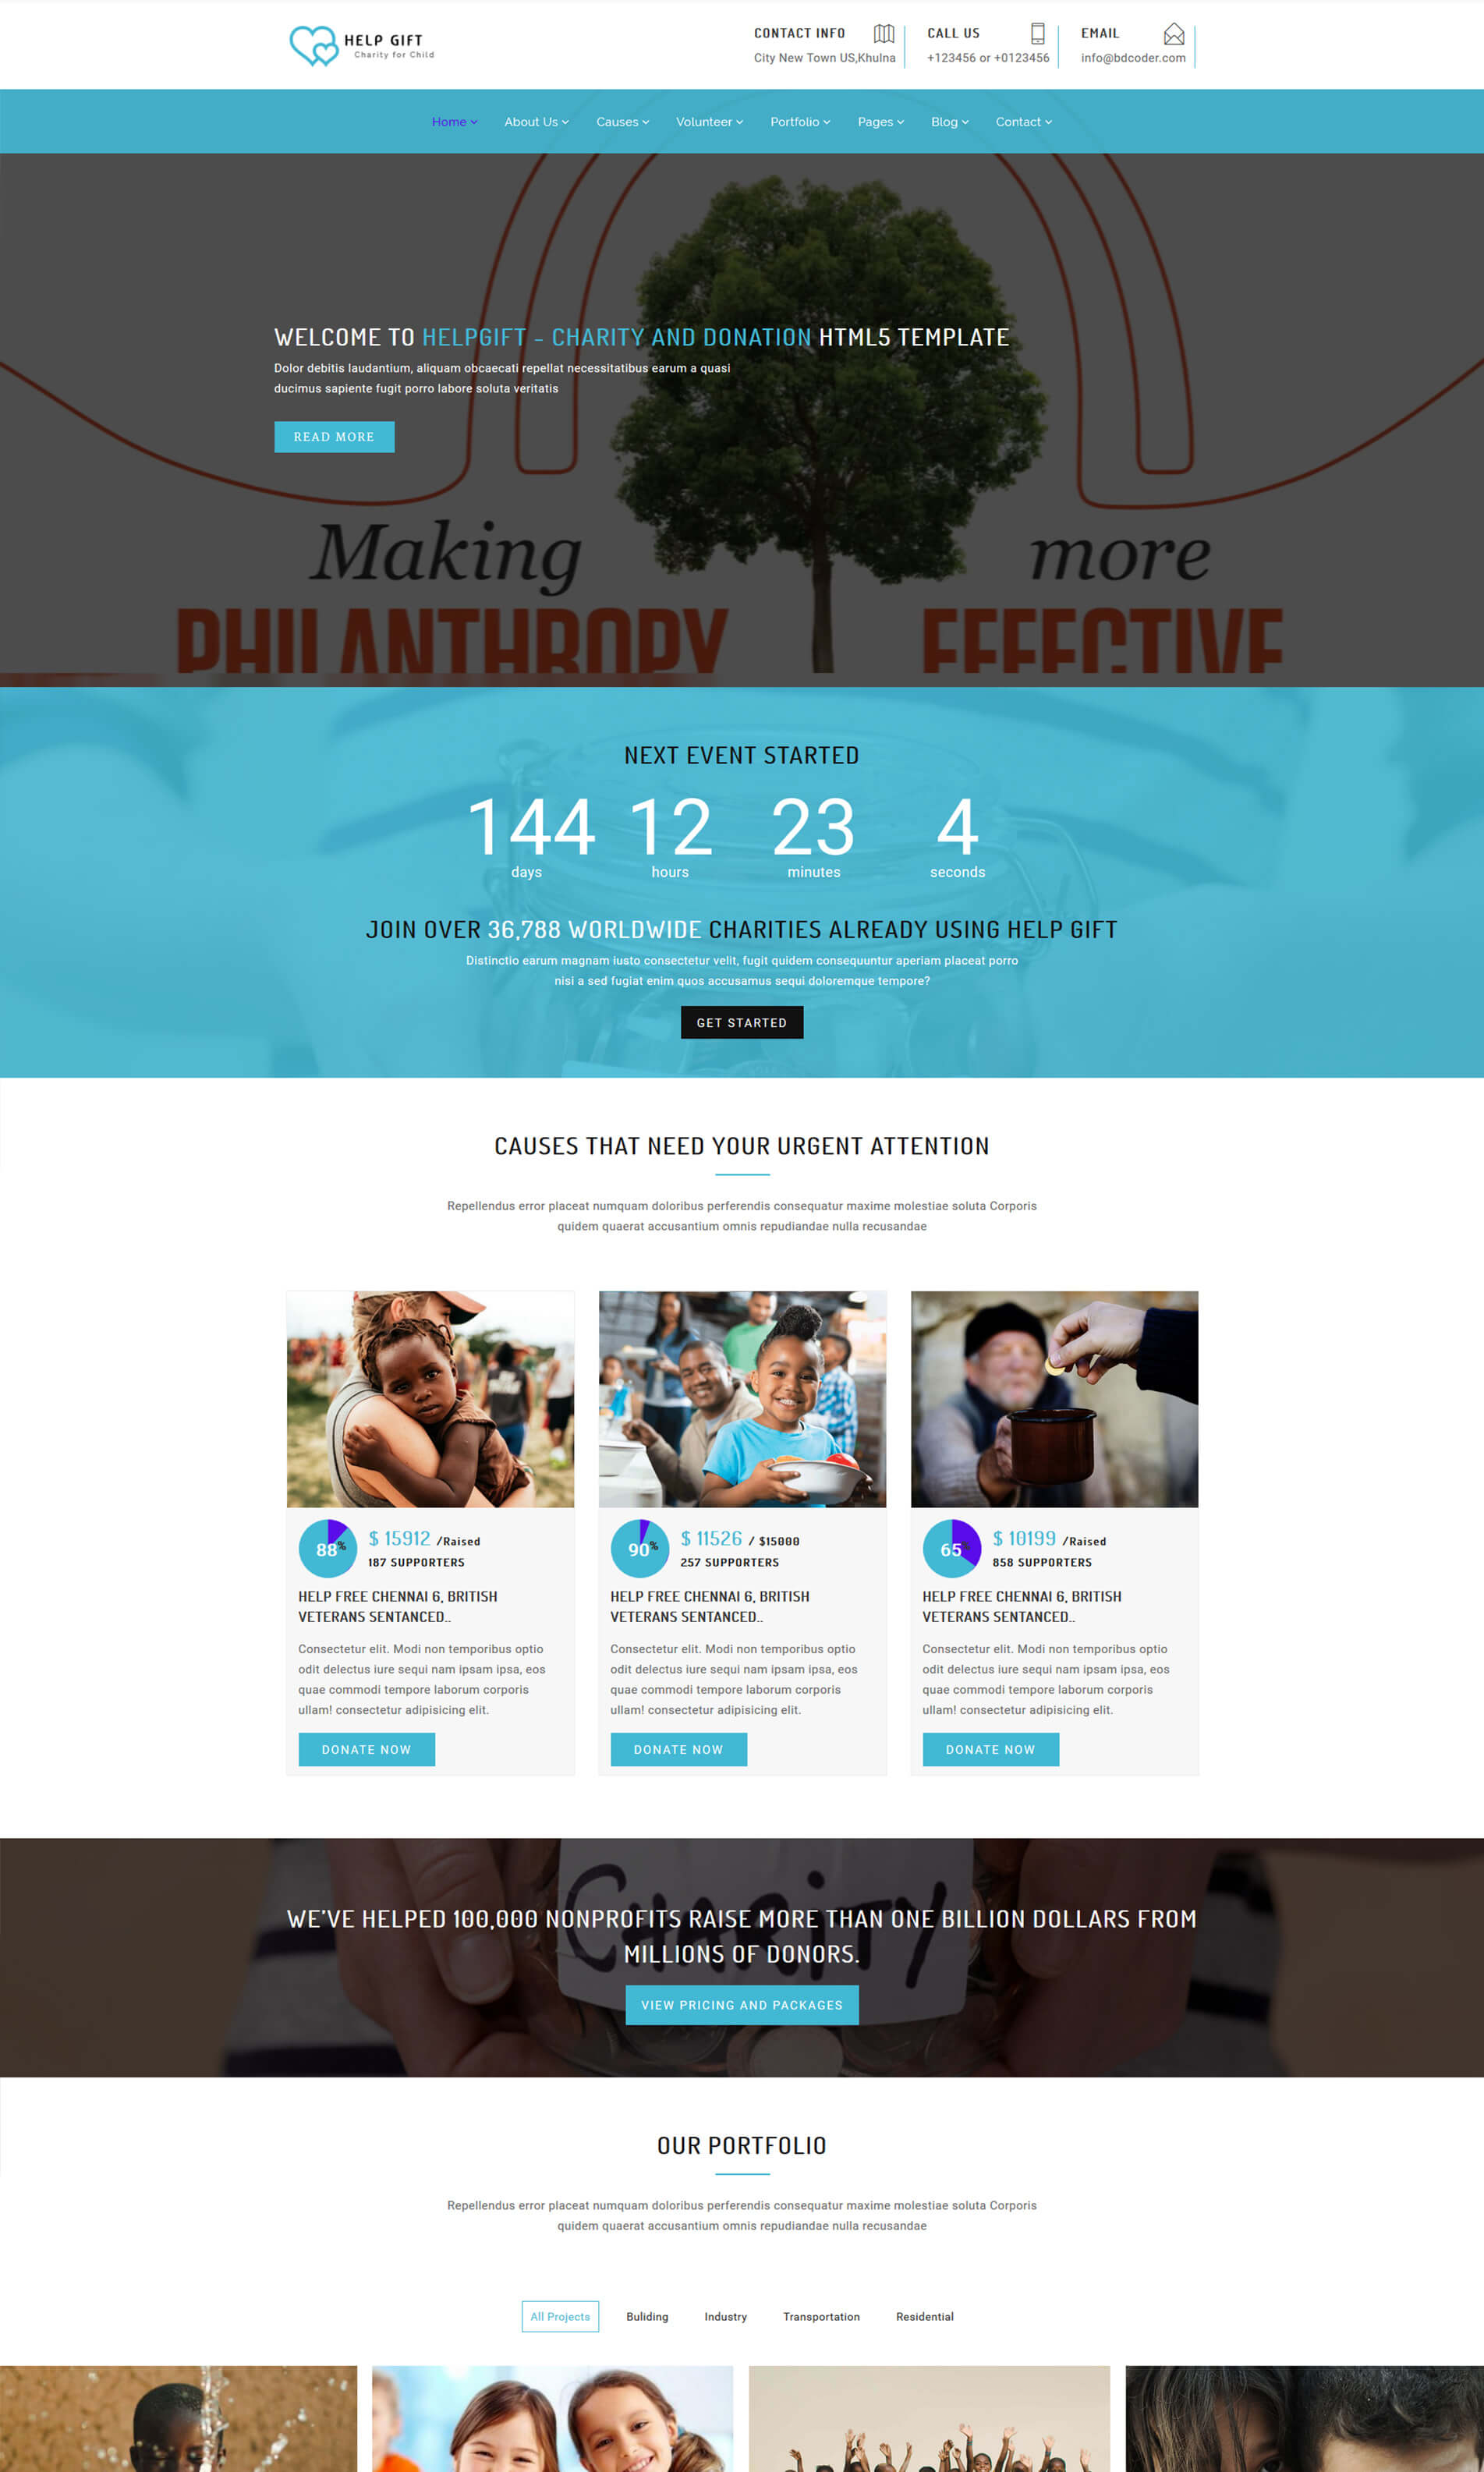 HELP GIFT
Charity for Child
CONTACT INFO
City New Town US,Khulna
CALL US
+123456 or +0123456
EMAIL
info@bdcoder.com
Home About Us Causes Volunteer Portfolio Pages Blog Contact
WELCOME TO HELPGIFT - CHARITY AND DONATION HTML5 TEMPLATE
Dolor debitis laudantium, aliquam obcaecati repellat necessitatibus earum a quasi
ducimus sapiente fugit porro labore soluta veritatis
READ MORE
Making more
PHILANTHROPY EFFECTIVE
NEXT EVENT STARTED
144 12 23 4
days hours minutes seconds
JOIN OVER 36,788 WORLDWIDE CHARITIES ALREADY USING HELP GIFT
Distinctio earum magnam iusto consectetur velit, fugit quidem consequuntur aperiam placeat porro
nisi a sed fugiat enim quos accusamus sequi doloremque tempore?
GET STARTED
CAUSES THAT NEED YOUR URGENT ATTENTION
Repellendus error placeat numquam doloribus perferendis consequatur maxime molestiae soluta Corporis
quidem quaerat accusantium omnis repudiandae nulla recusandae
88%
$ 15912 /Raised
187 SUPPORTERS
HELP FREE CHENNAI 6, BRITISH
VETERANS SENTANCED..
Consectetur elit. Modi non temporibus optio
odit delectus iure sequi nam ipsam ipsa, eos
quae commodi tempore laborum corporis
ullam! consectetur adipisicing elit.
DONATE NOW
90%
$ 11526 / $15000
257 SUPPORTERS
HELP FREE CHENNAI 6, BRITISH
VETERANS SENTANCED..
Consectetur elit. Modi non temporibus optio
odit delectus iure sequi nam ipsam ipsa, eos
quae commodi tempore laborum corporis
ullam! consectetur adipisicing elit.
DONATE NOW
65%
$ 10199 /Raised
858 SUPPORTERS
HELP FREE CHENNAI 6, BRITISH
VETERANS SENTANCED..
Consectetur elit. Modi non temporibus optio
odit delectus iure sequi nam ipsam ipsa, eos
quae commodi tempore laborum corporis
ullam! consectetur adipisicing elit.
DONATE NOW
CHARITY
WE'VE HELPED 100,000 NONPROFITS RAISE MORE THAN ONE BILLION DOLLARS FROM
MILLIONS OF DONORS.
VIEW PRICING AND PACKAGES
OUR PORTFOLIO
Repellendus error placeat numquam doloribus perferendis consequatur maxime molestiae soluta Corporis
quidem quaerat accusantium omnis repudiandae nulla recusandae
All Projects Buliding Industry Transportation Residential